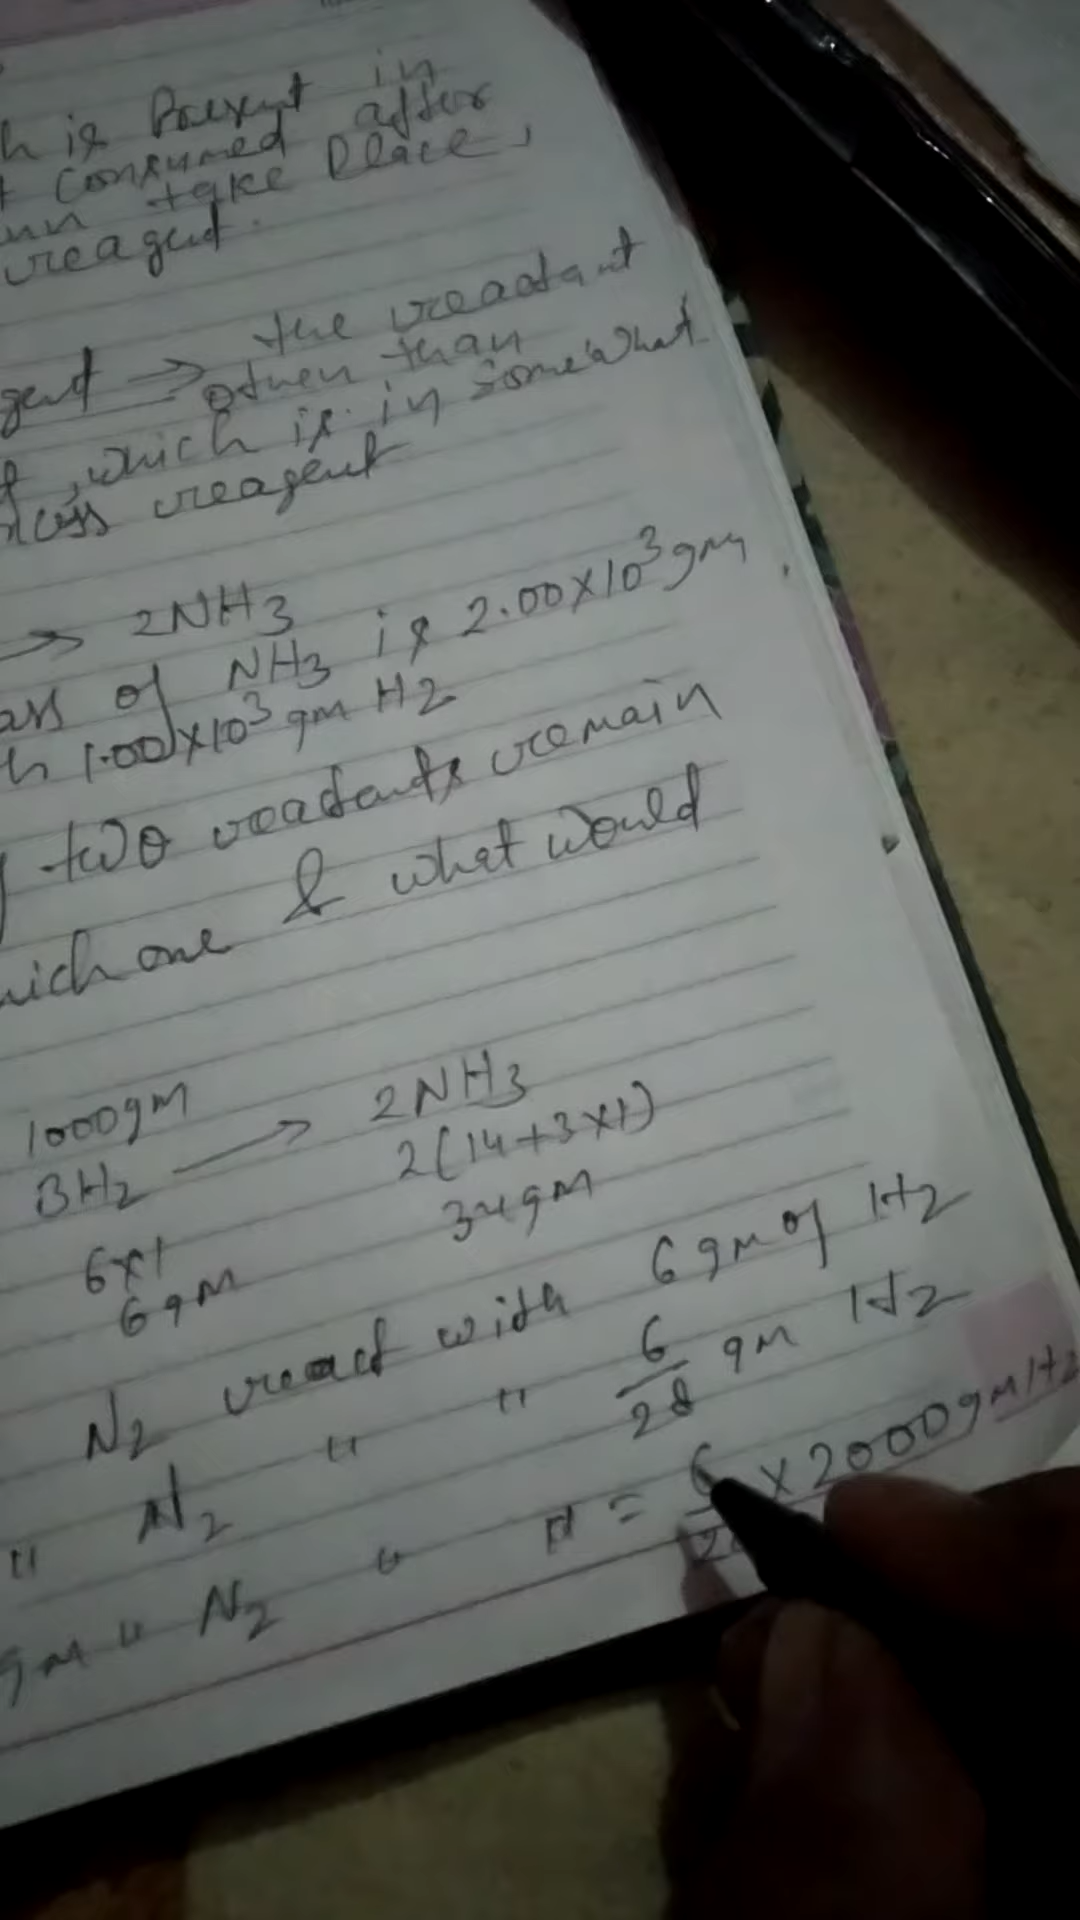 h is Present in
t consumed after
take Place,
reagent.
gent → the reactant
other than
, which is in somewhat
reagent
→ 2NH3
of NH3 is 2.00×10³ gm
1.00×10³ gm H2
two reactants remain
which one & what would
1000gm
3H2 → 2NH3
2(14+3×1)
6×1 34gm
6gm
N2 react with 6gm of H2
" N2 " " 6/28 gm H2
gm " N2 " " = 6/2 × 2000gm H2